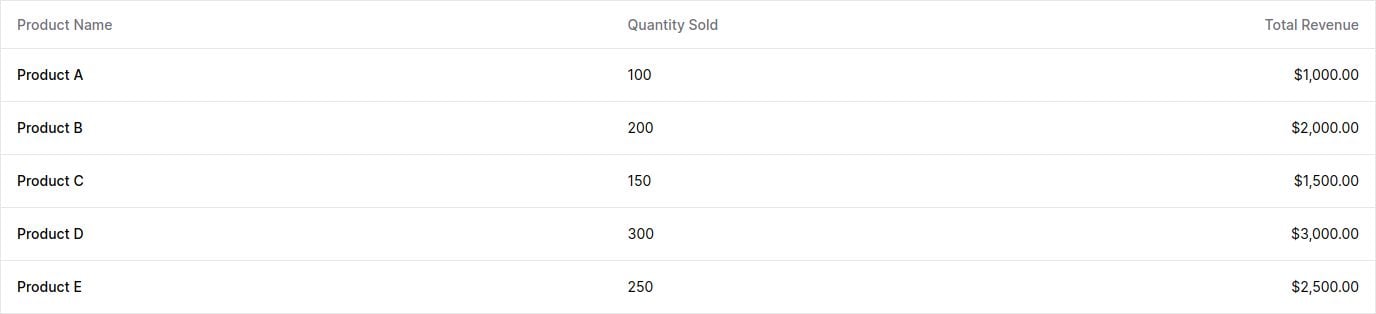 Product Name Quantity Sold Total Revenue
Product A 100 $1,000.00
Product B 200 $2,000.00
Product C 150 $1,500.00
Product D 300 $3,000.00
Product E 250 $2,500.00